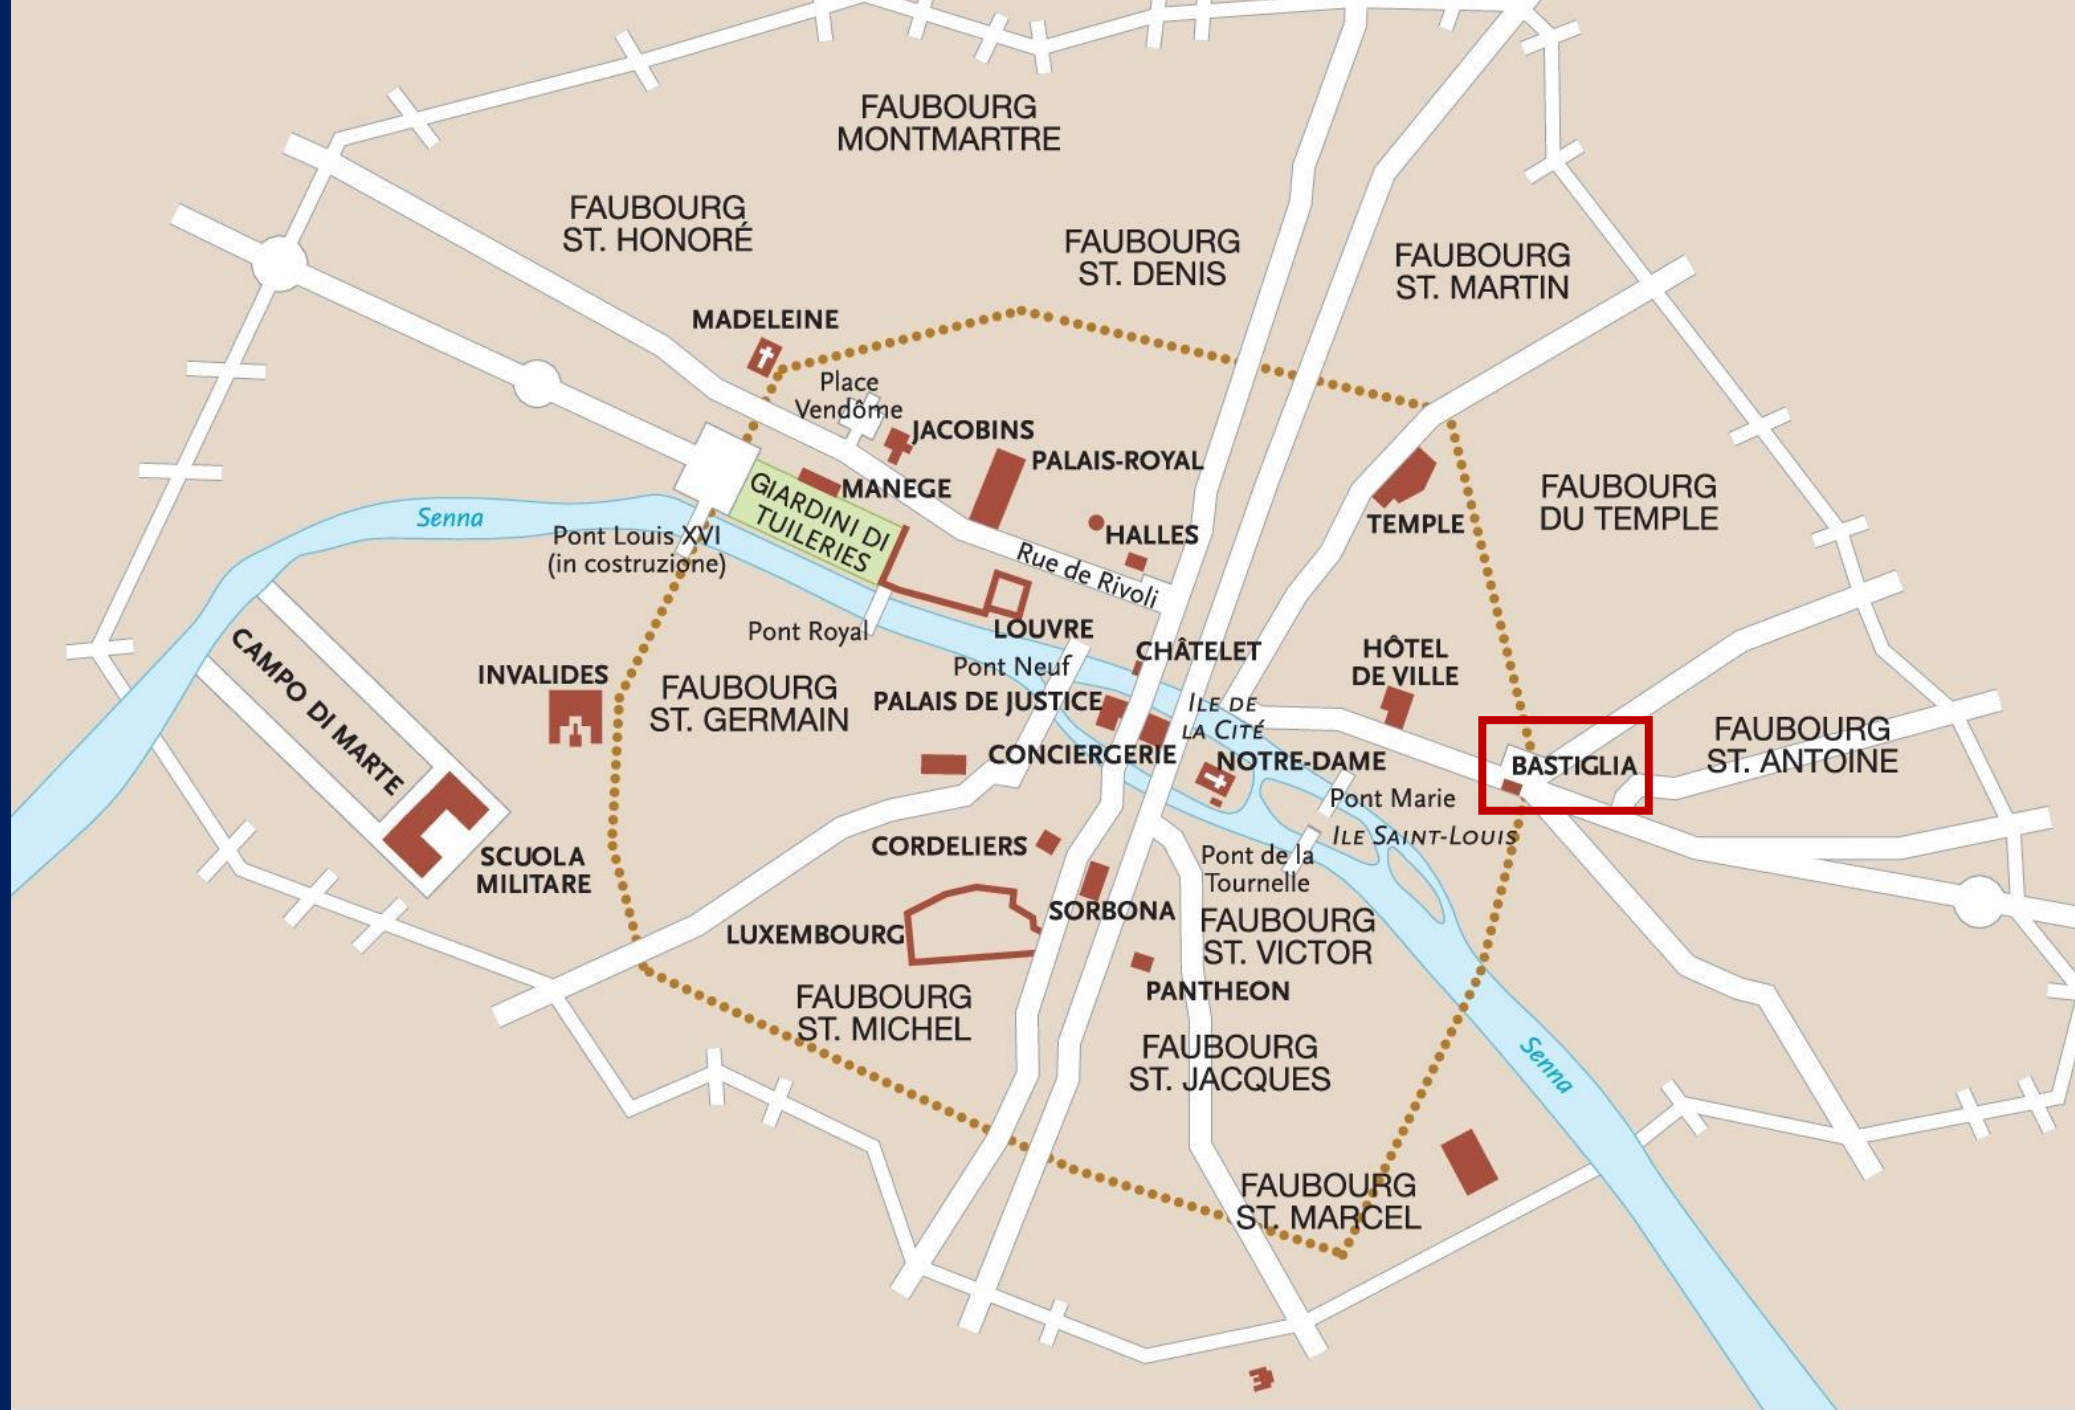 FAUBOURG
MONTMARTRE
FAUBOURG
ST. HONORÉ
FAUBOURG
ST. DENIS
FAUBOURG
ST. MARTIN
MADELEINE
Place
Vendôme
JACOBINS
PALAIS-ROYAL
MANEGE
GIARDINI DI
TUILERIES
HALLES
TEMPLE
FAUBOURG
DU TEMPLE
Senna
Pont Louis XVI
(in costruzione)
Rue de Rivoli
Pont Royal
LOUVRE
CHÂTELET
HÔTEL
DE VILLE
CAMPO DI MARTE
INVALIDES
FAUBOURG
ST. GERMAIN
Pont Neuf
PALAIS DE JUSTICE
ILE DE
LA CITÉ
CONCIERGERIE
NOTRE-DAME
BASTIGLIA
FAUBOURG
ST. ANTOINE
Pont Marie
ILE SAINT-LOUIS
CORDELIERS
Pont de la
Tournelle
SCUOLA
MILITARE
SORBONA
FAUBOURG
ST. VICTOR
LUXEMBOURG
PANTHEON
FAUBOURG
ST. MICHEL
FAUBOURG
ST. JACQUES
Senna
FAUBOURG
ST. MARCEL